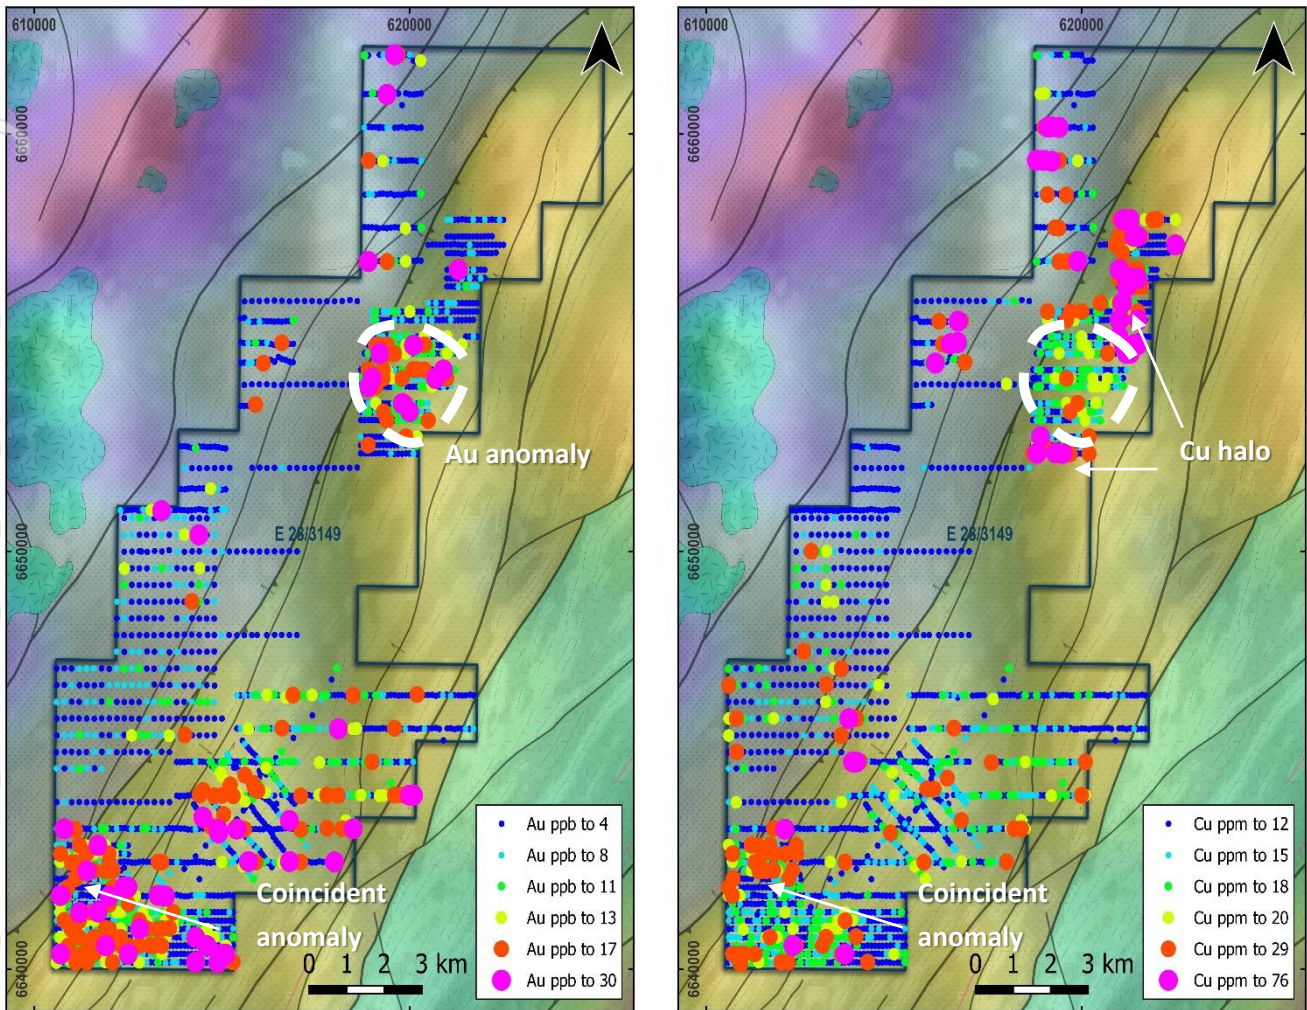 610000
620000
6660000
6650000
6640000
Au anomaly
E 28/3149
Coincident
anomaly
0 1 2 3 km
Au ppb to 4
Au ppb to 8
Au ppb to 11
Au ppb to 13
Au ppb to 17
Au ppb to 30
610000
620000
6660000
6650000
6640000
Cu halo
E 28/3149
Coincident
anomaly
0 1 2 3 km
Cu ppm to 12
Cu ppm to 15
Cu ppm to 18
Cu ppm to 20
Cu ppm to 29
Cu ppm to 76